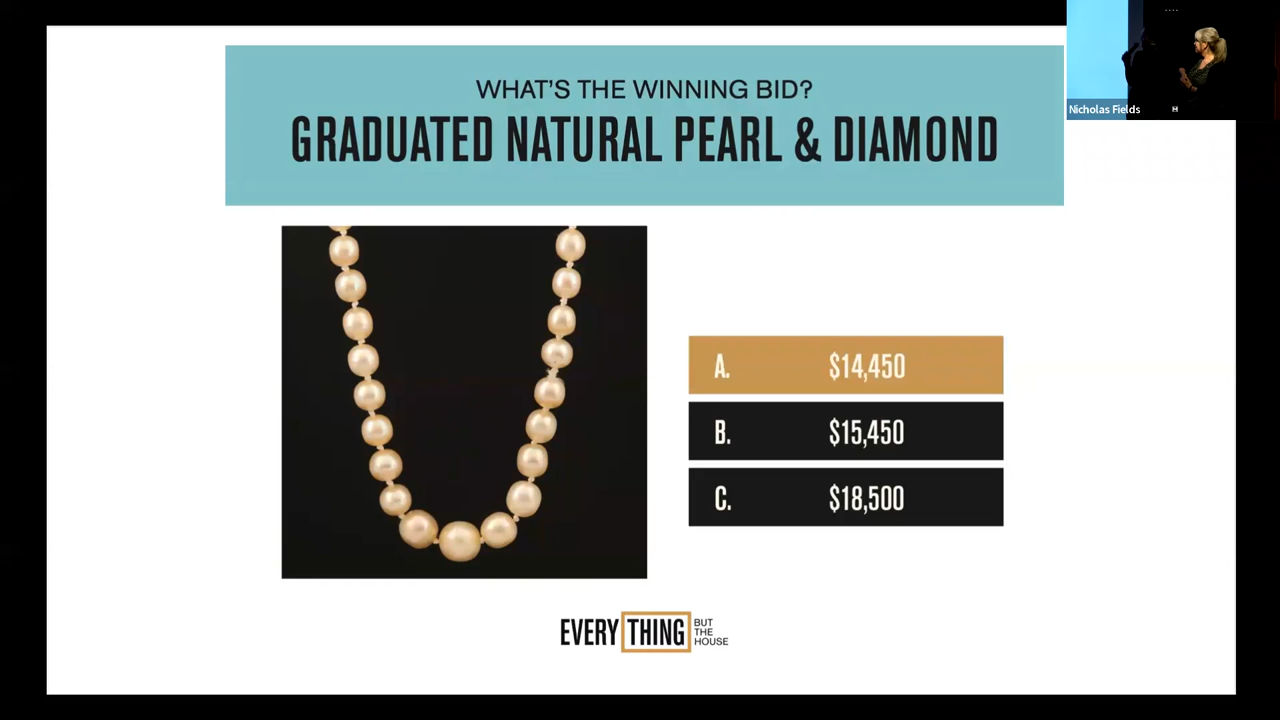 WHAT'S THE WINNING BID?
GRADUATED NATURAL PEARL & DIAMOND
Nicholas Fields
A. $14,450
B. $15,450
C. $18,500
EVERY THING BUT
THE
HOUSE